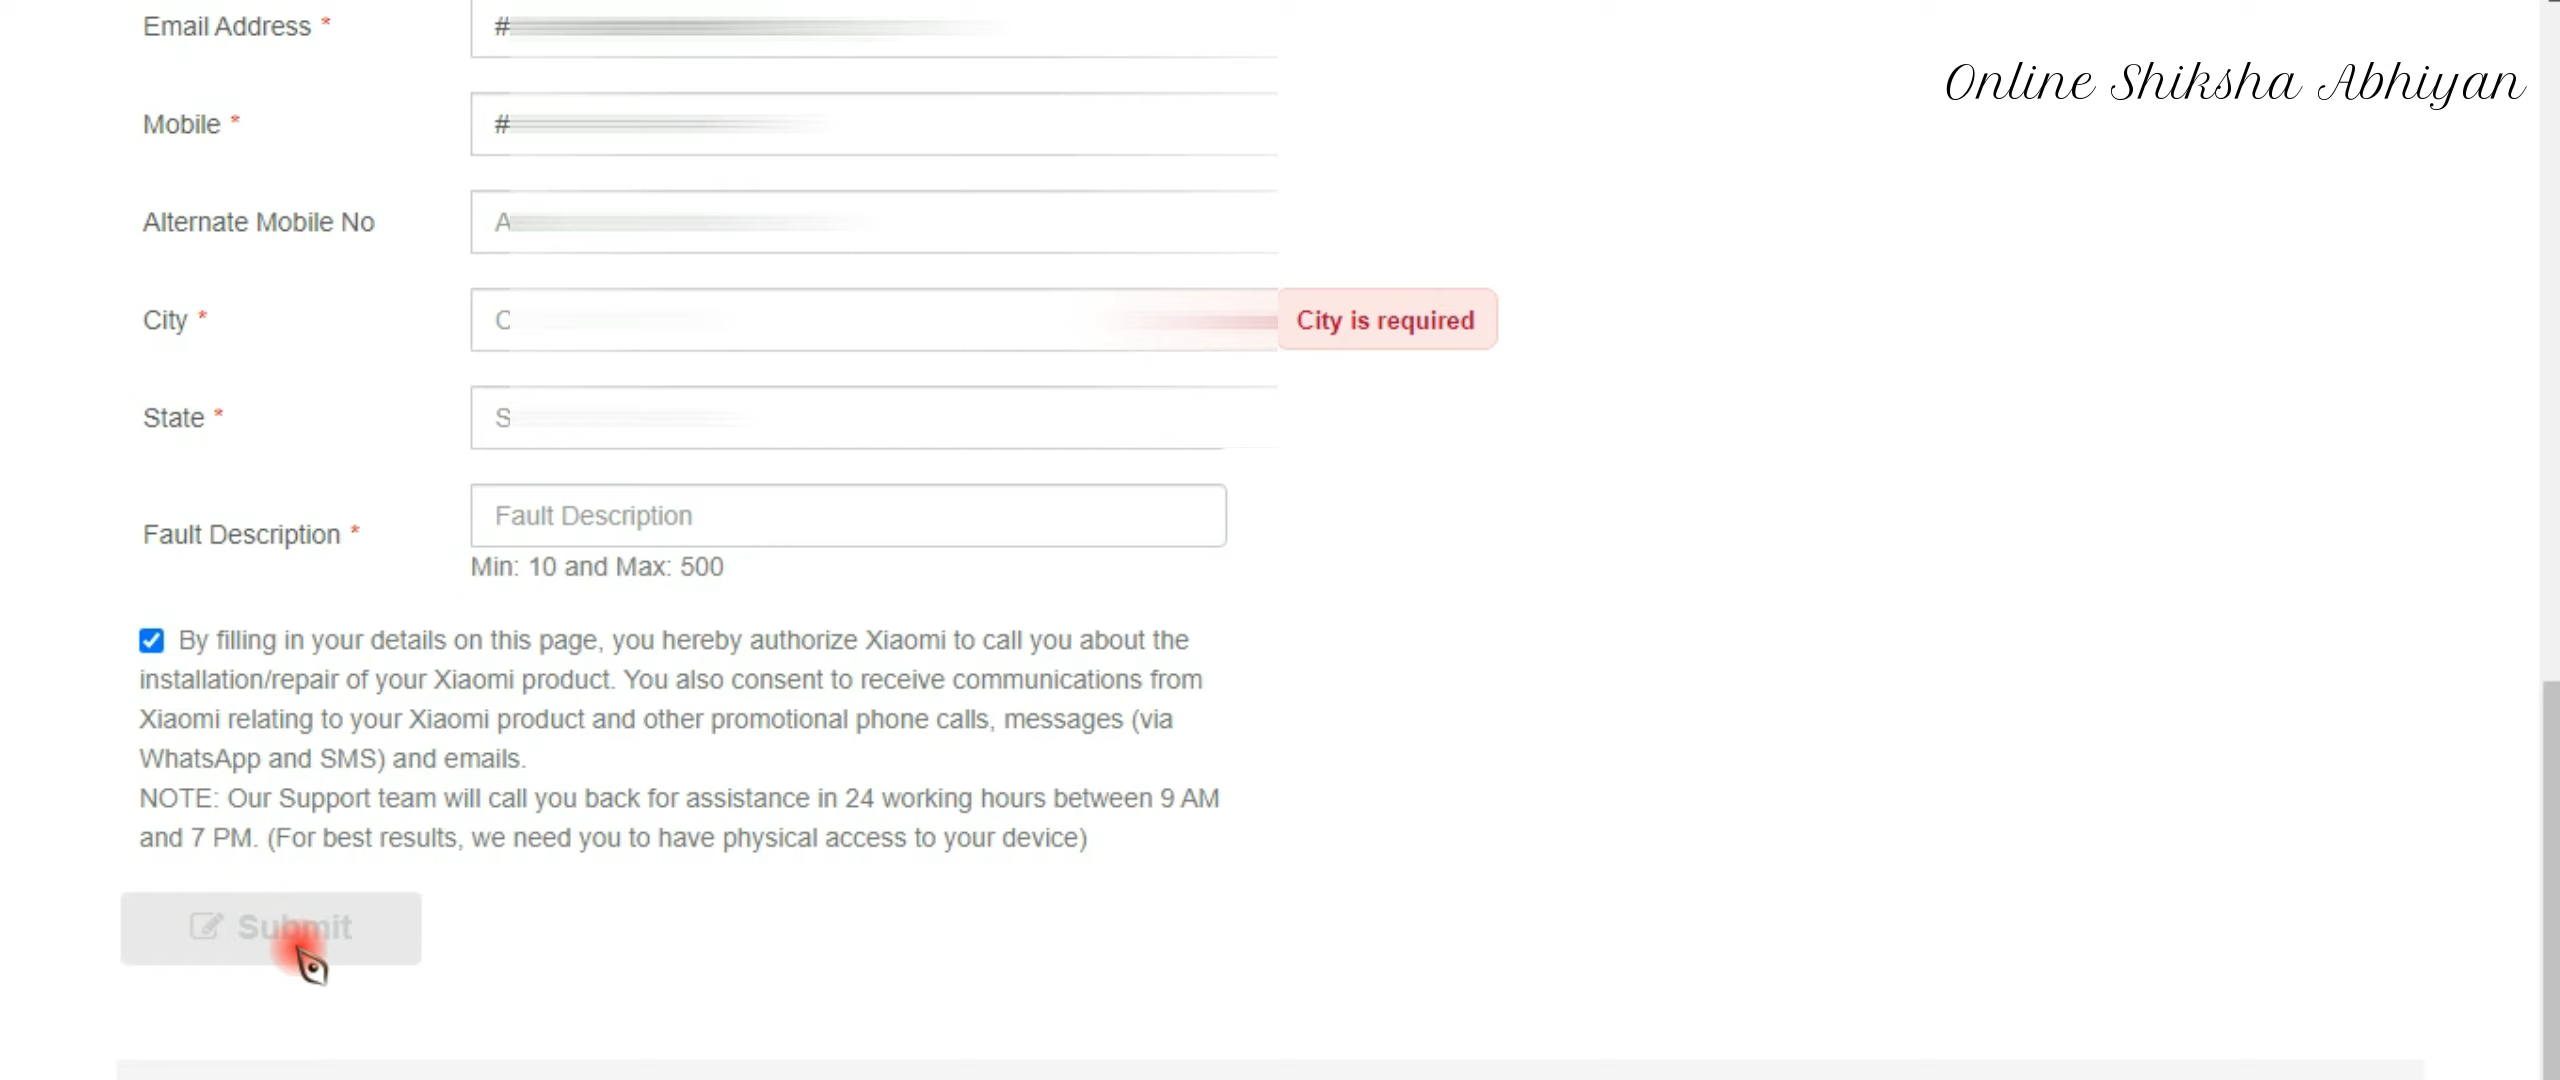 Email Address *
#
Online Shiksha Abhiyan
Mobile *
#
Alternate Mobile No
A
City *
C
City is required
State *
S
Fault Description *
Fault Description
Min: 10 and Max: 500
By filling in your details on this page, you hereby authorize Xiaomi to call you about the
installation/repair of your Xiaomi product. You also consent to receive communications from
Xiaomi relating to your Xiaomi product and other promotional phone calls, messages (via
WhatsApp and SMS) and emails.
NOTE: Our Support team will call you back for assistance in 24 working hours between 9 AM
and 7 PM. (For best results, we need you to have physical access to your device)
Submit